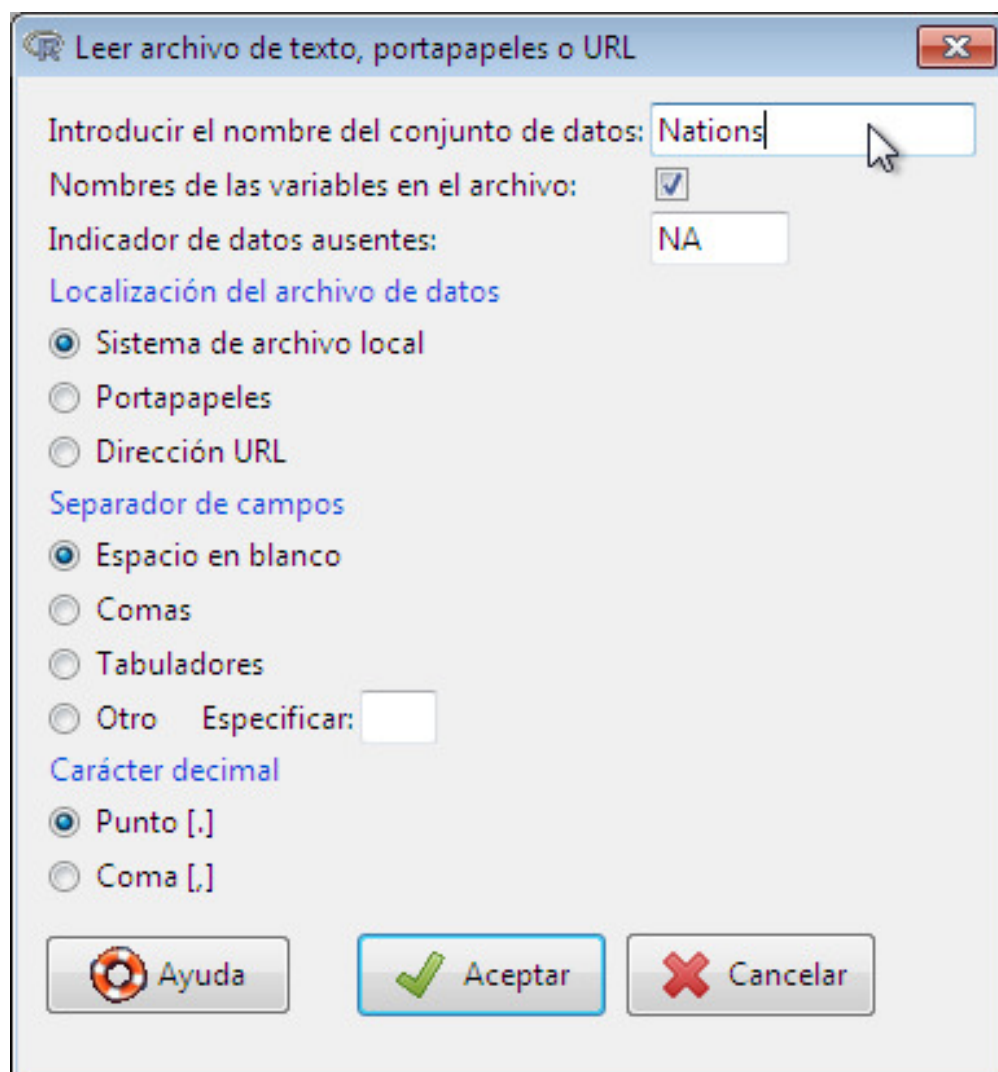 Leer archivo de texto, portapapeles o URL
Introducir el nombre del conjunto de datos: Nations
Nombres de las variables en el archivo:
Indicador de datos ausentes: NA
Localización del archivo de datos
Sistema de archivo local
Portapapeles
Dirección URL
Separador de campos
Espacio en blanco
Comas
Tabuladores
Otro Especificar:
Carácter decimal
Punto [.]
Coma [,]
Ayuda Aceptar Cancelar